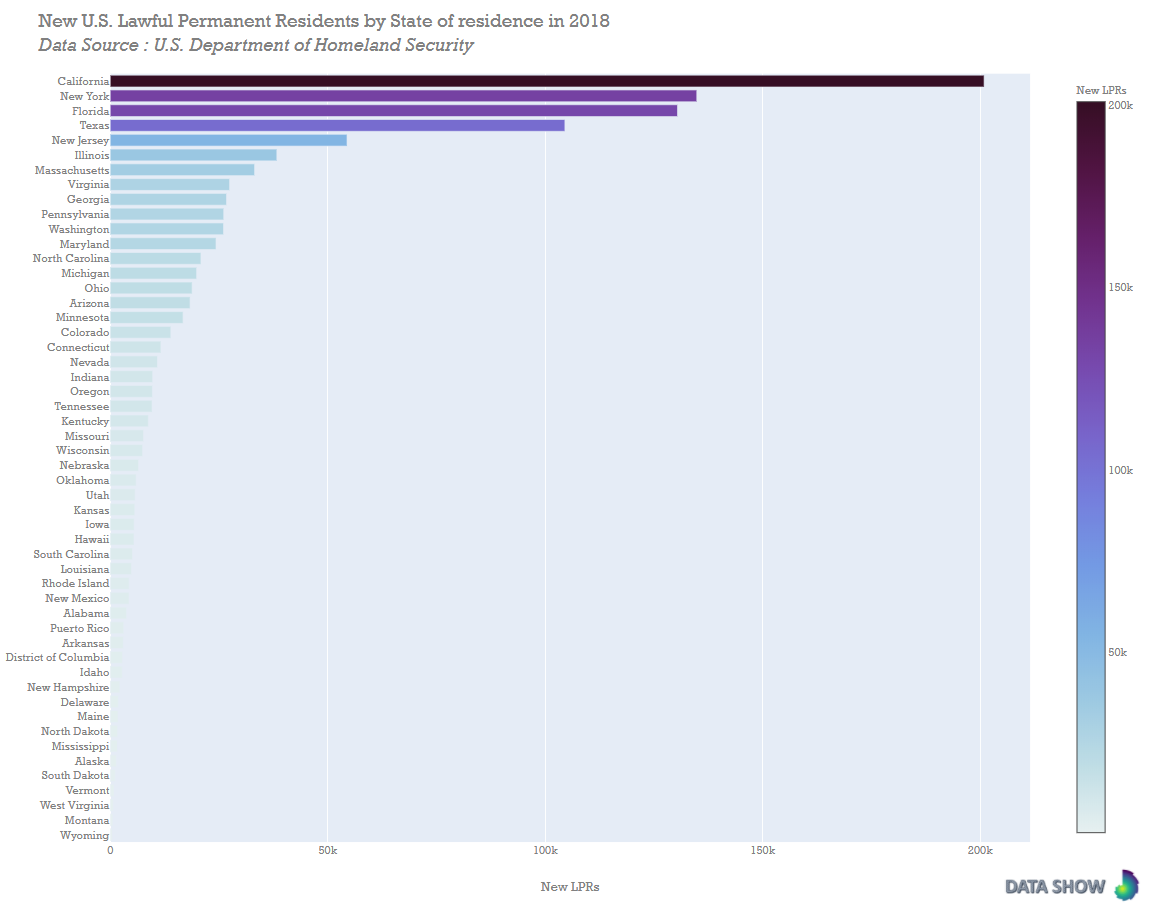 New U.S. Lawful Permanent Residents by State of residence in 2018
Data Source : U.S. Department of Homeland Security
New LPRs
California
New York
Florida
Texas
New Jersey
Illinois
Massachusetts
Virginia
Georgia
Pennsylvania
Washington
Maryland
North Carolina
Michigan
Ohio
Arizona
Minnesota
Colorado
Connecticut
Nevada
Indiana
Oregon
Tennessee
Kentucky
Missouri
Wisconsin
Nebraska
Oklahoma
Utah
Kansas
Iowa
Hawaii
South Carolina
Louisiana
Rhode Island
New Mexico
Alabama
Puerto Rico
Arkansas
District of Columbia
Idaho
New Hampshire
Delaware
Maine
North Dakota
Mississippi
Alaska
South Dakota
Vermont
West Virginia
Montana
Wyoming
200k
150k
100k
50k
0 50k 100k 150k 200k
New LPRs
DATA SHOW